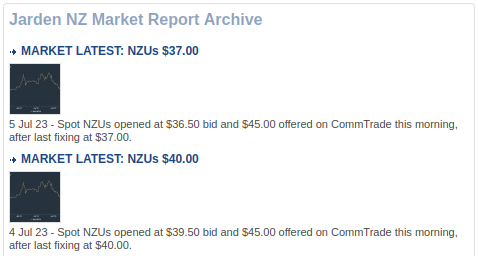 Jarden NZ Market Report Archive
MARKET LATEST: NZUs $37.00
5 Jul 23 - Spot NZUs opened at $36.50 bid and $45.00 offered on CommTrade this morning,
after last fixing at $37.00.
MARKET LATEST: NZUs $40.00
4 Jul 23 - Spot NZUs opened at $39.50 bid and $45.00 offered on CommTrade this morning,
after last fixing at $40.00.